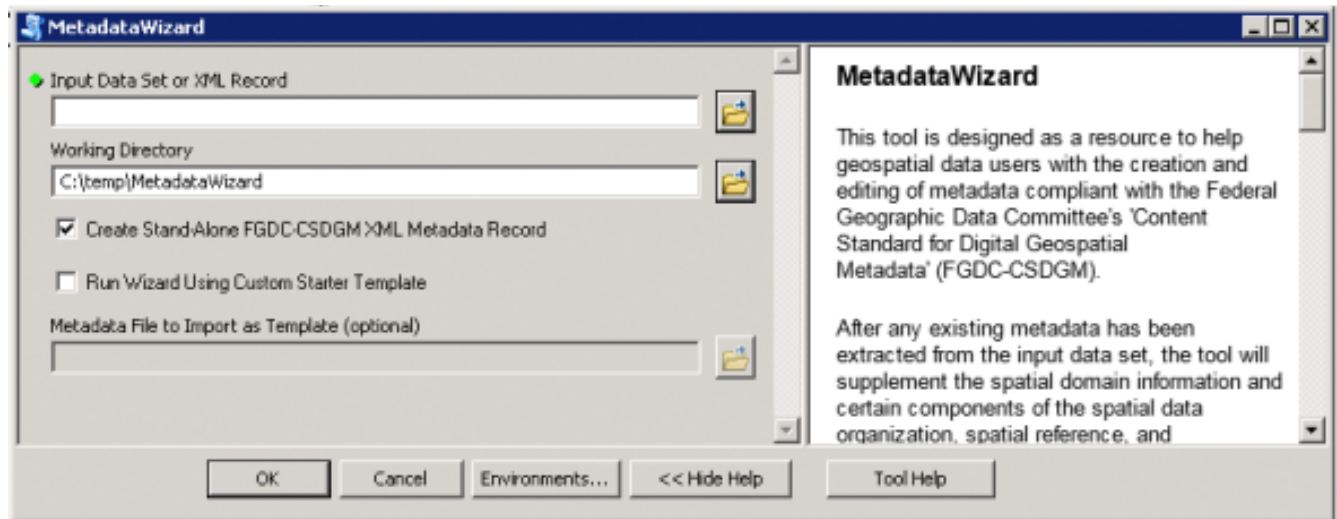 MetadataWizard
Input Data Set or XML Record
Working Directory
C:\temp\MetadataWizard
Create Stand-Alone FGDC-CSDGM XML Metadata Record
Run Wizard Using Custom Starter Template
Metadata File to Import as Template (optional)
MetadataWizard
This tool is designed as a resource to help
geospatial data users with the creation and
editing of metadata compliant with the Federal
Geographic Data Committee's 'Content
Standard for Digital Geospatial
Metadata' (FGDC-CSDGM).
After any existing metadata has been
extracted from the input data set, the tool will
supplement the spatial domain information and
certain components of the spatial data
organization, spatial reference, and
OK
Cancel
Environments...
<< Hide Help
Tool Help